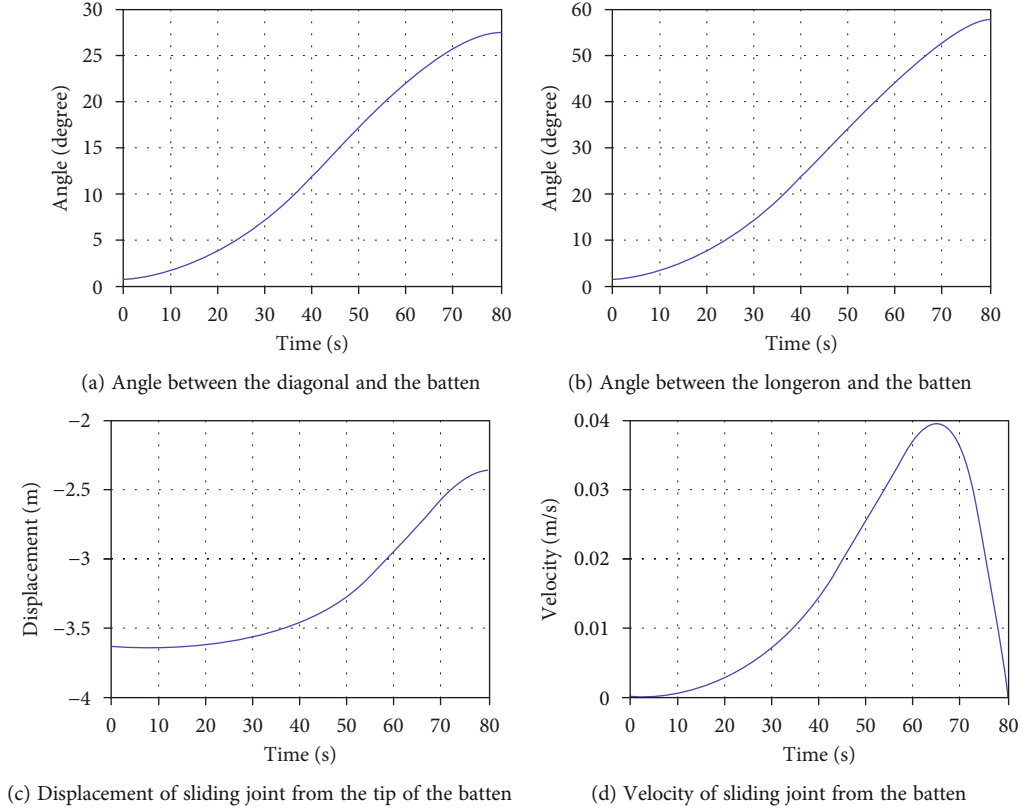 30
25
20
15
10
5
0
Angle (degree)
0 10 20 30 40 50 60 70 80
Time (s)
(a) Angle between the diagonal and the batten
60
50
40
30
20
10
0
Angle (degree)
0 10 20 30 40 50 60 70 80
Time (s)
(b) Angle between the longeron and the batten
−2
−2.5
−3
−3.5
−4
Displacement (m)
0 10 20 30 40 50 60 70 80
Time (s)
(c) Displacement of sliding joint from the tip of the batten
0.04
0.03
0.02
0.01
0
Velocity (m/s)
0 10 20 30 40 50 60 70 80
Time (s)
(d) Velocity of sliding joint from the batten